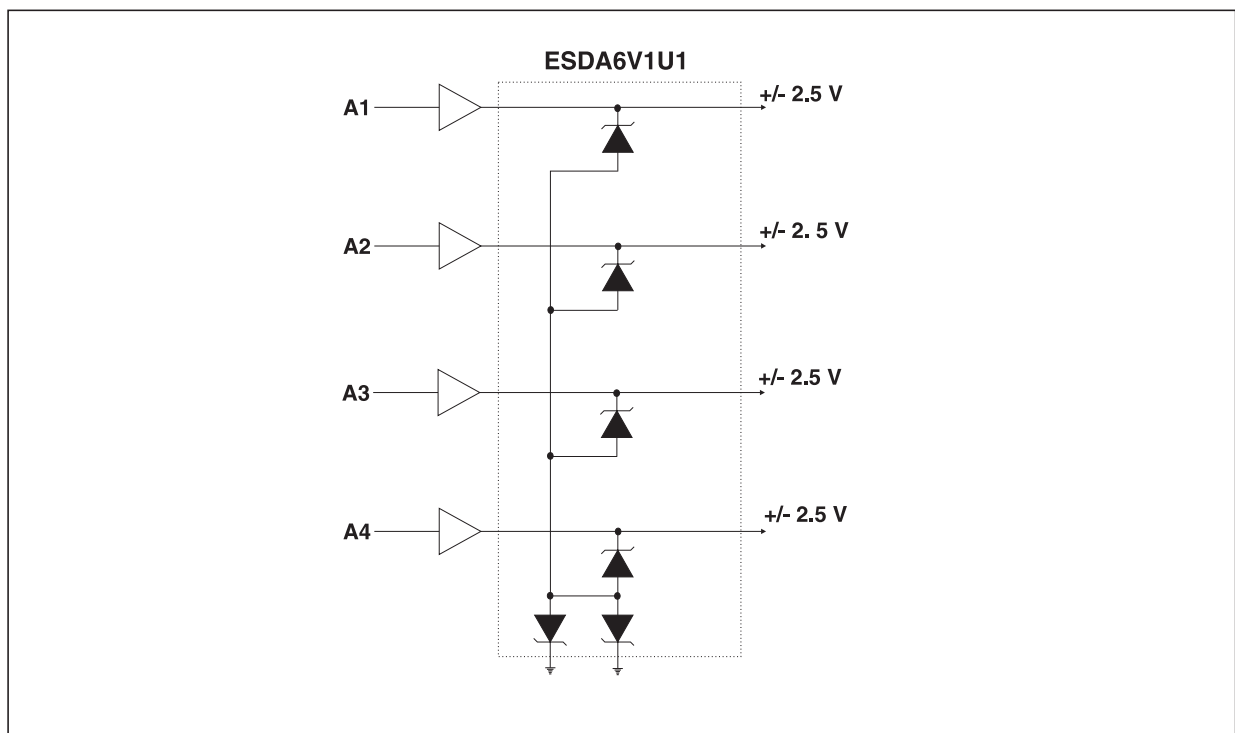 ESDA6V1U1
A1
+/- 2.5 V
A2
+/- 2. 5 V
A3
+/- 2.5 V
A4
+/- 2.5 V